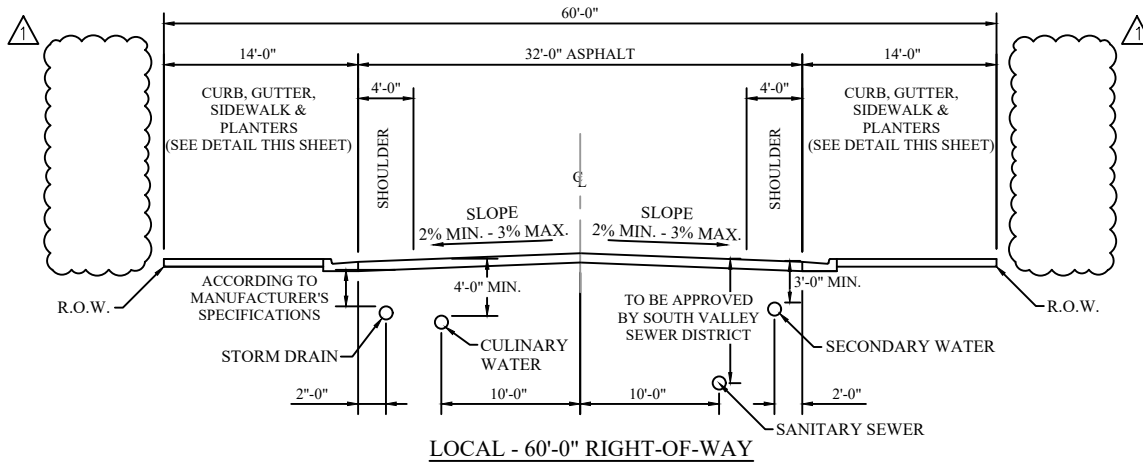 60'-0"
1
1
14'-0"
32'-0" ASPHALT
14'-0"
4'-0"
4'-0"
CURB, GUTTER,
SIDEWALK &
PLANTERS
(SEE DETAIL THIS SHEET)
SHOULDER
SHOULDER
CURB, GUTTER,
SIDEWALK &
PLANTERS
(SEE DETAIL THIS SHEET)
CL
SLOPE
2% MIN. - 3% MAX.
SLOPE
2% MIN. - 3% MAX.
R.O.W.
ACCORDING TO
MANUFACTURER'S
SPECIFICATIONS
4'-0" MIN.
TO BE APPROVED
BY SOUTH VALLEY
SEWER DISTRICT
3'-0" MIN.
R.O.W.
STORM DRAIN
CULINARY
WATER
SECONDARY WATER
2"-0"
10'-0"
10'-0"
2'-0"
SANITARY SEWER
LOCAL - 60'-0" RIGHT-OF-WAY